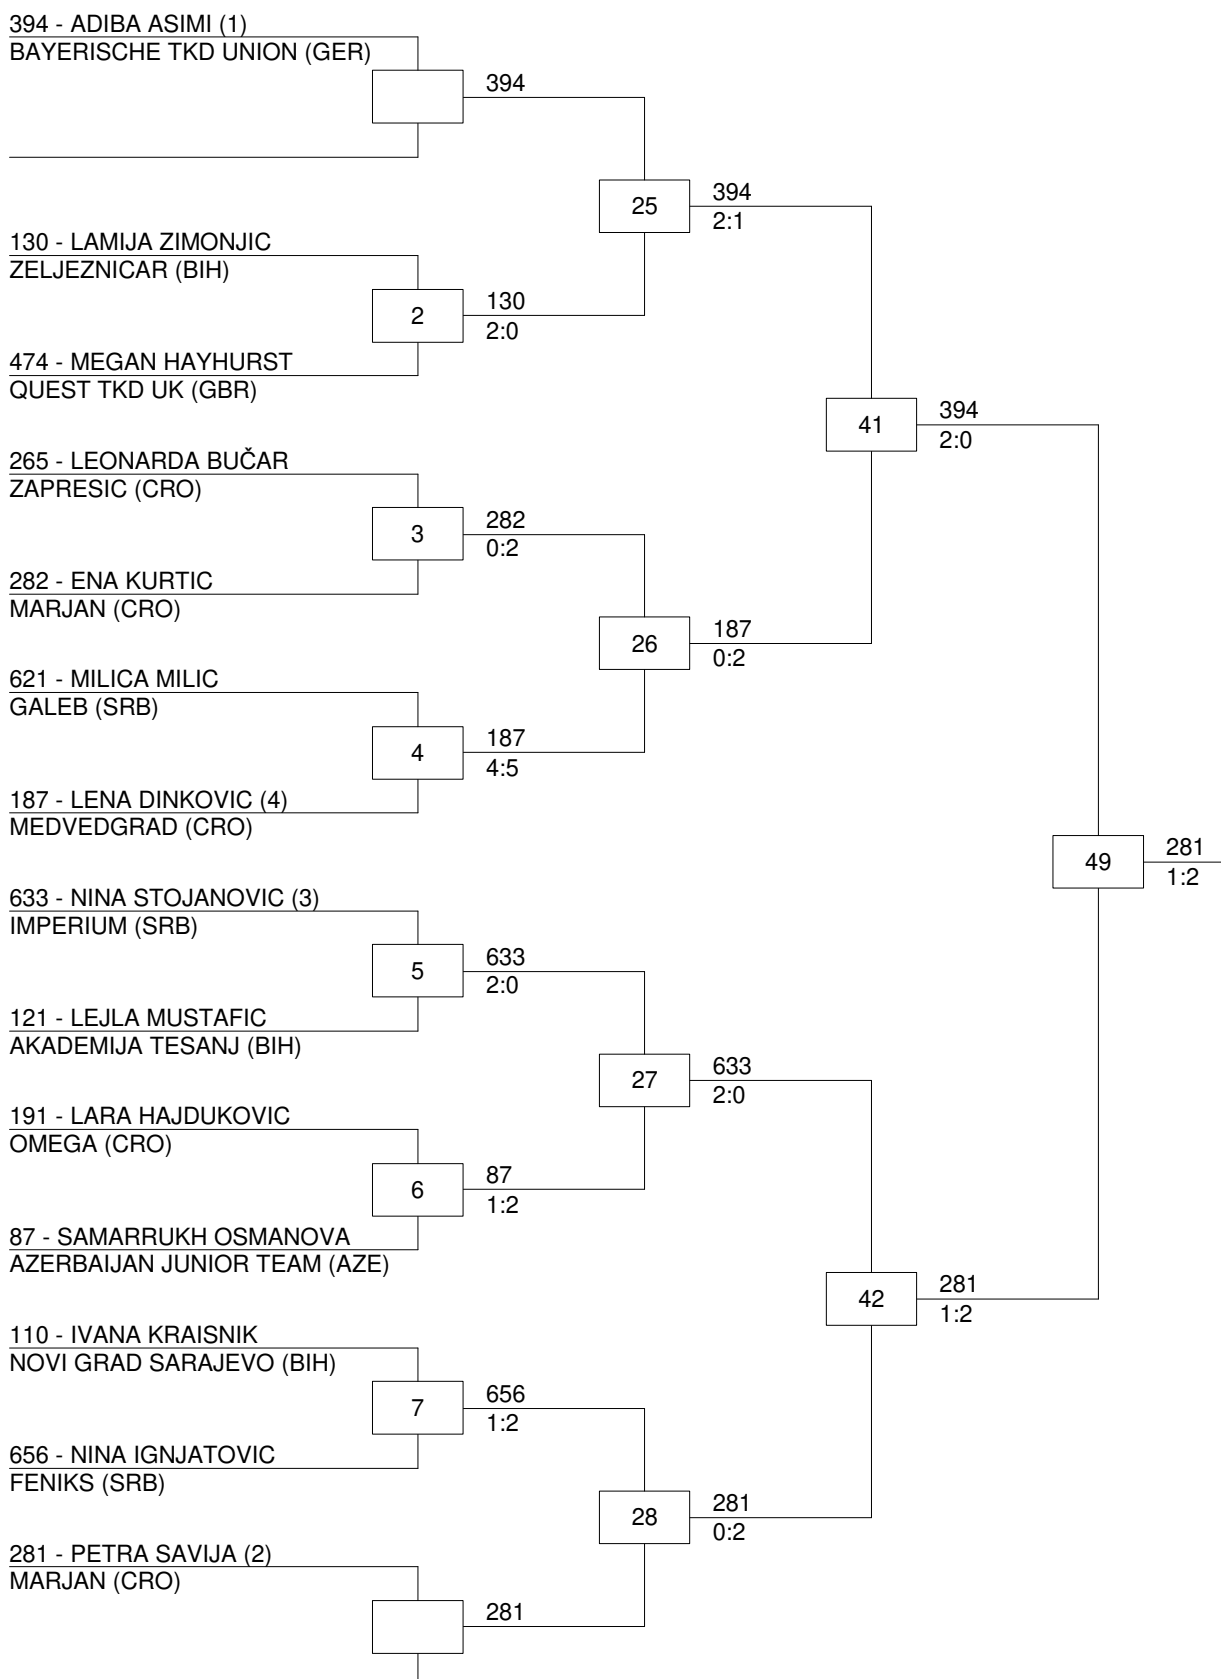 394 - ADIBA ASIMI (1)
BAYERISCHE TKD UNION (GER)
394
25
394
2:1
130 - LAMIJA ZIMONJIC
ZELJEZNICAR (BIH)
2
130
2:0
474 - MEGAN HAYHURST
QUEST TKD UK (GBR)
41
394
2:0
265 - LEONARDA BUČAR
ZAPRESIC (CRO)
3
282
0:2
282 - ENA KURTIC
MARJAN (CRO)
26
187
0:2
621 - MILICA MILIC
GALEB (SRB)
4
187
4:5
187 - LENA DINKOVIC (4)
MEDVEDGRAD (CRO)
49
281
1:2
633 - NINA STOJANOVIC (3)
IMPERIUM (SRB)
5
633
2:0
121 - LEJLA MUSTAFIC
AKADEMIJA TESANJ (BIH)
27
633
2:0
191 - LARA HAJDUKOVIC
OMEGA (CRO)
6
87
1:2
87 - SAMARRUKH OSMANOVA
AZERBAIJAN JUNIOR TEAM (AZE)
42
281
1:2
110 - IVANA KRAISNIK
NOVI GRAD SARAJEVO (BIH)
7
656
1:2
656 - NINA IGNJATOVIC
FENIKS (SRB)
28
281
0:2
281 - PETRA SAVIJA (2)
MARJAN (CRO)
281